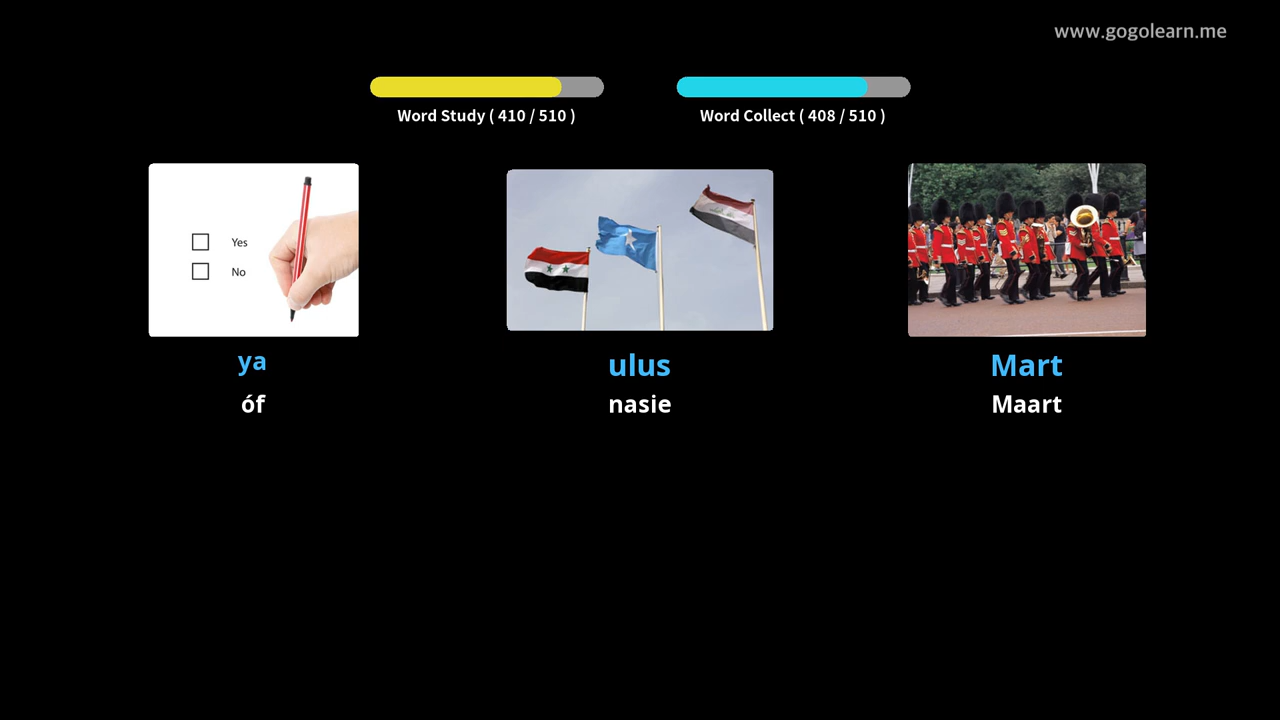 www.gogolearn.me
Word Study ( 410 / 510 )
Word Collect ( 408 / 510 )
Yes
No
ya
óf
ulus
nasie
Mart
Maart